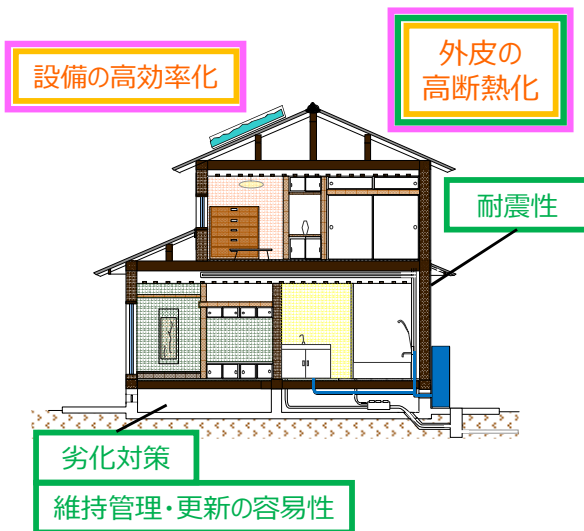 設備の高効率化
外皮の
高断熱化
耐震性
劣化対策
維持管理・更新の容易性